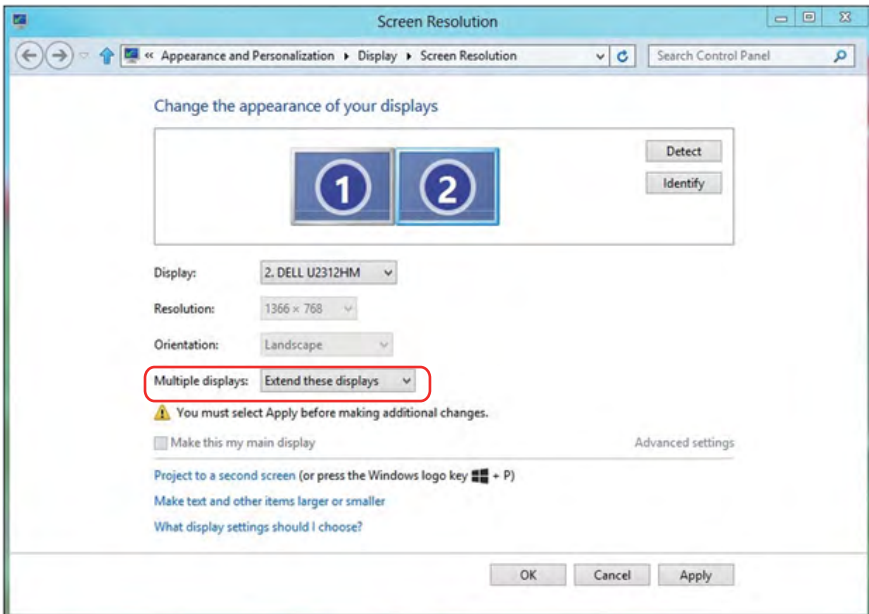 Screen Resolution
« Appearance and Personalization Display Screen Resolution Search Control Panel
Change the appearance of your displays
1 2
Detect
Identify
Display: 2. DELL U2312HM
Resolution: 1366 × 768
Orientation: Landscape
Multiple displays: Extend these displays
You must select Apply before making additional changes.
Make this my main display Advanced settings
Project to a second screen (or press the Windows logo key + P)
Make text and other items larger or smaller
What display settings should I choose?
OK Cancel Apply